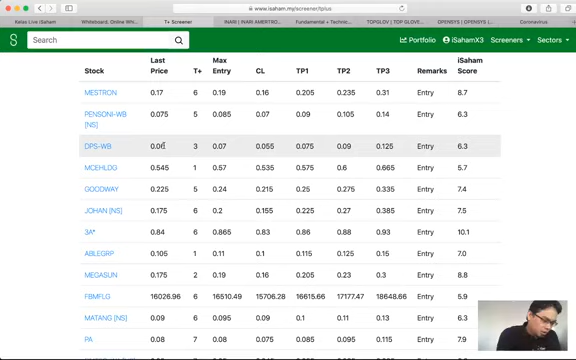 www.isaham.my/screener/tplus
Kelas Live iSaham
Whiteboard, Online Whi...
T+ Screener
INARI | INARI AMERTRO...
Fundamental + Technic...
TOPGLOV | TOP GLOVE...
OPENSYS | OPENSYS (...
Coronavirus
S Search Portfolio iSahamX3 Screeners Sectors
Stock Last Price T+ Max Entry CL TP1 TP2 TP3 Remarks iSaham Score
MESTRON 0.17 6 0.19 0.16 0.205 0.235 0.31 Entry 8.7
PENSONI-WB [NS] 0.075 5 0.085 0.07 0.09 0.105 0.14 Entry 6.3
DPS-WB 0.06 3 0.07 0.055 0.075 0.09 0.125 Entry 6.3
MCEHLDG 0.545 1 0.57 0.535 0.575 0.6 0.665 Entry 5.7
GOODWAY 0.225 5 0.24 0.215 0.25 0.275 0.335 Entry 7.4
JOHAN [NS] 0.175 6 0.2 0.155 0.225 0.27 0.385 Entry 7.5
3A* 0.84 6 0.865 0.83 0.86 0.88 0.93 Entry 10.1
ABLEGRP 0.105 1 0.11 0.1 0.115 0.125 0.15 Entry 7.0
MEGASUN 0.175 2 0.19 0.16 0.205 0.23 0.3 Entry 8.8
FBMFLG 16026.96 6 16510.49 15706.28 16615.66 17177.47 18648.66 Entry 5.9
MATANG [NS] 0.09 6 0.095 0.09 0.1 0.11 0.13 Entry 6.3
PA 0.08 7 0.08 0.075 0.085 0.095 0.115 Entry 7.9